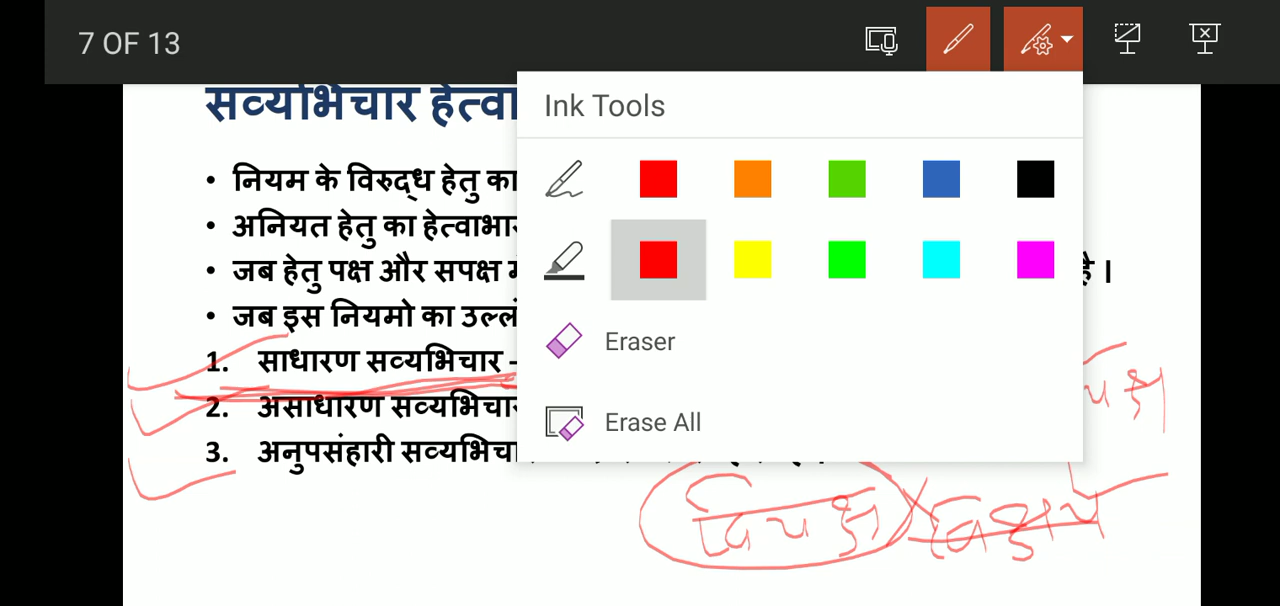 7 OF 13
सव्यभिचार हेत्वा
Ink Tools
• नियम के विरुद्ध हेतु का
• अनियत हेतु का हेत्वाभा
• जब हेतु पक्ष और सपक्ष है ।
• जब इस नियमो का
1. साधारण सव्यभिचार -
2. असाधारण सव्यभिचार
3. अनुपसंहारी सव्यभिचा
Eraser
Erase All
विपक्ष